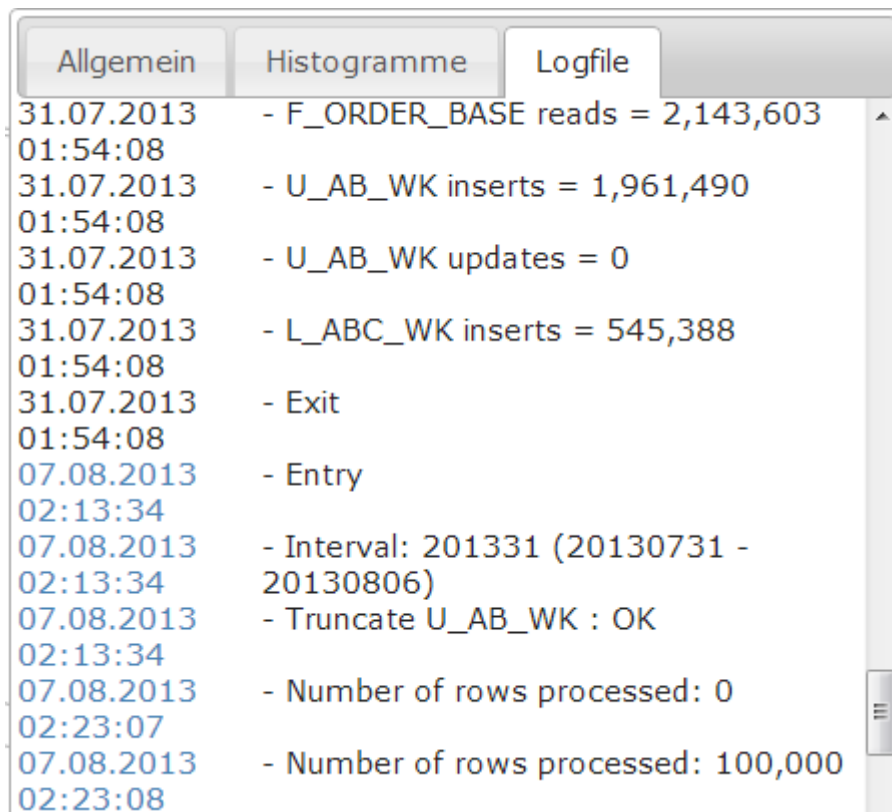 Allgemein Histogramme Logfile
31.07.2013 - F_ORDER_BASE reads = 2,143,603
01:54:08
31.07.2013 - U_AB_WK inserts = 1,961,490
01:54:08
31.07.2013 - U_AB_WK updates = 0
01:54:08
31.07.2013 - L_ABC_WK inserts = 545,388
01:54:08
31.07.2013 - Exit
01:54:08
07.08.2013 - Entry
02:13:34
07.08.2013 - Interval: 201331 (20130731 -
02:13:34 20130806)
07.08.2013 - Truncate U_AB_WK : OK
02:13:34
07.08.2013 - Number of rows processed: 0
02:23:07
07.08.2013 - Number of rows processed: 100,000
02:23:08